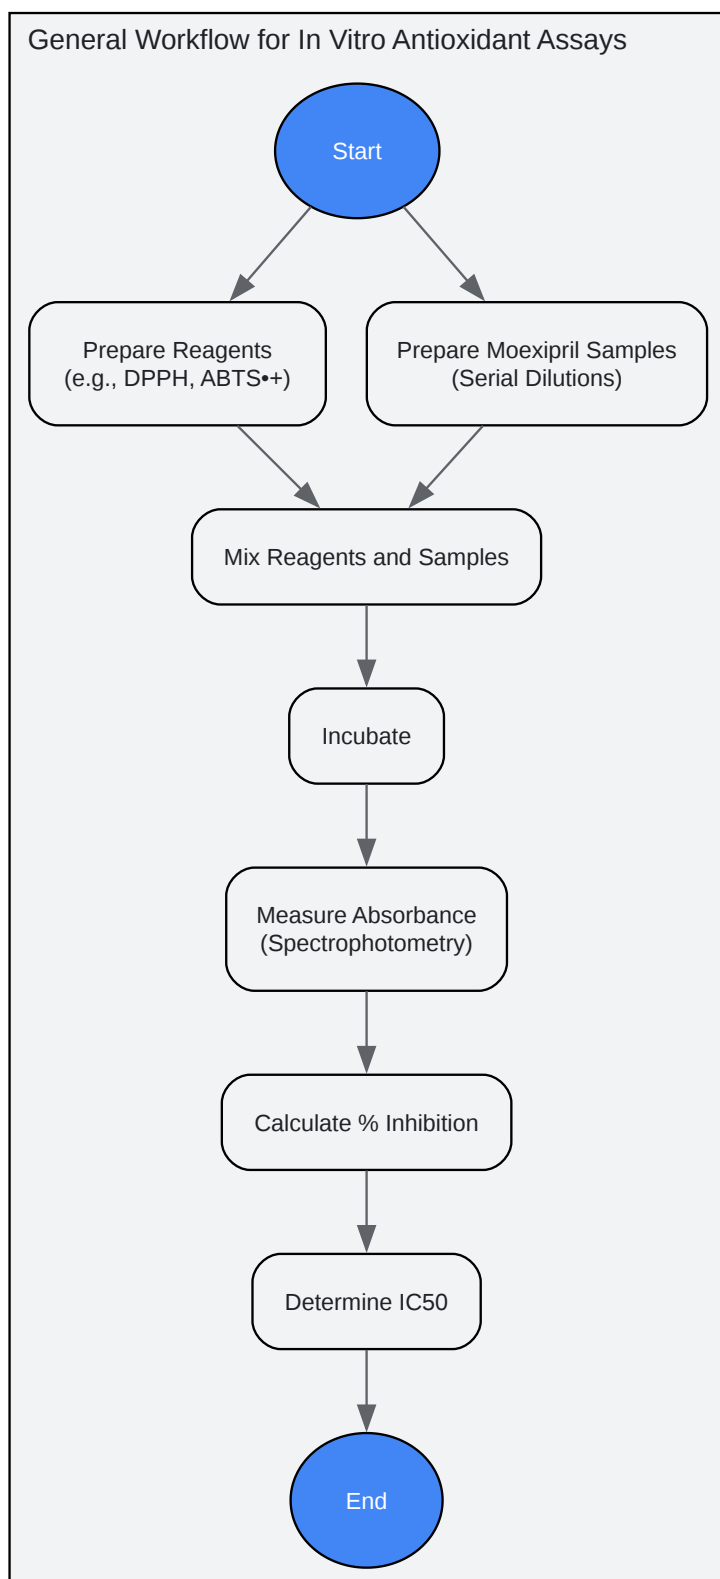 General Workflow for In Vitro Antioxidant Assays
Start
Prepare Reagents
(e.g., DPPH, ABTS•+)
Prepare Moexipril Samples
(Serial Dilutions)
Mix Reagents and Samples
Incubate
Measure Absorbance
(Spectrophotometry)
Calculate % Inhibition
Determine IC50
End